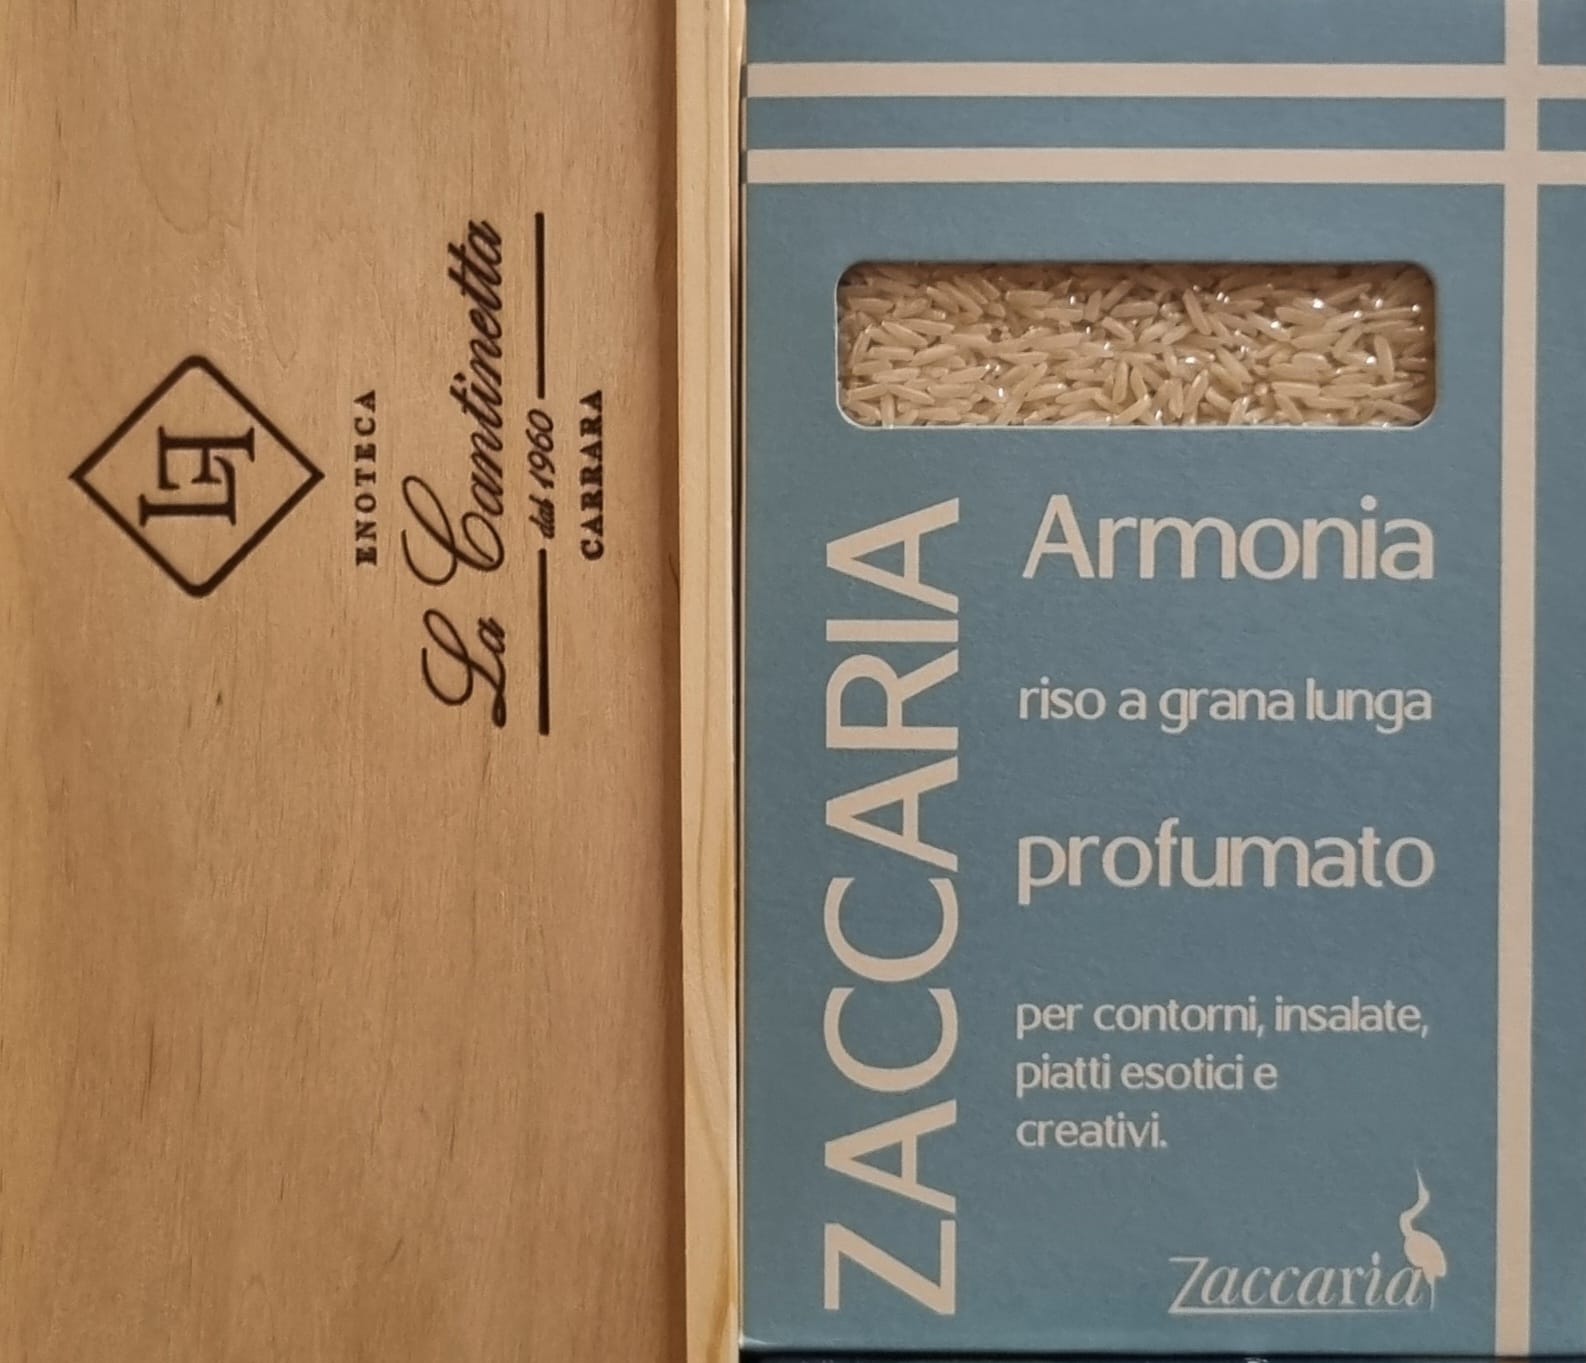 LE
ENOTECA
La Cantinetta
dal 1960
CARRARA
ZACCARIA
Armonia
riso a grana lunga
profumato
per contorni, insalate,
piatti esotici e
creativi.
Zaccaria